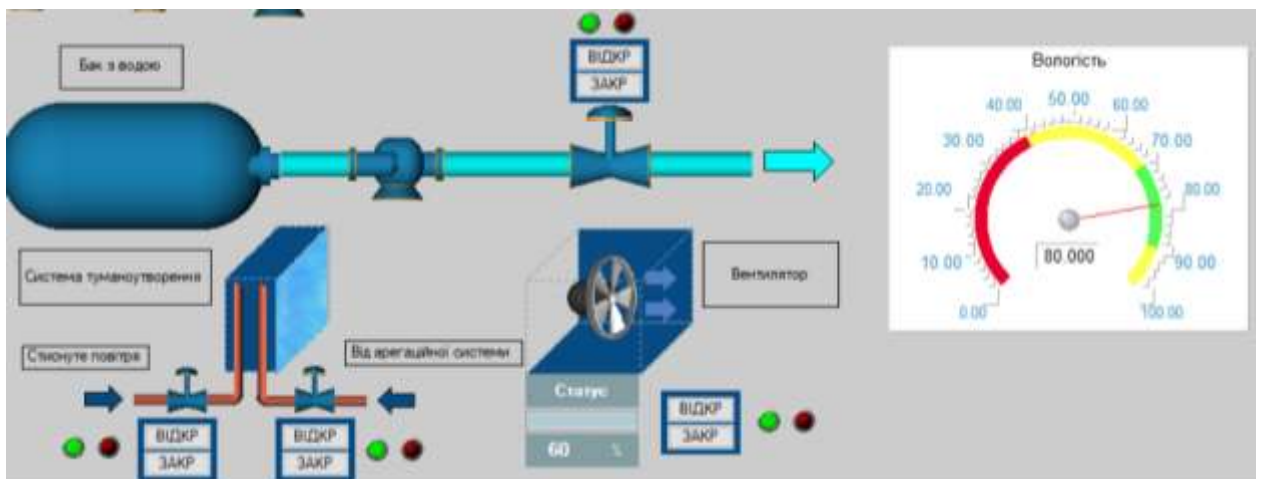 ВІДКР
ЗАКР
Бак з водою
Вологість
0.00
10.00
20.00
30.00
40.00
50.00
60.00
70.00
80.00
90.00
100.00
80.000
Система туманоутворення
Вентилятор
Стиснуте повітря
Від арегаційної системи
Статус
60 %
ВІДКР
ЗАКР
ВІДКР
ЗАКР
ВІДКР
ЗАКР